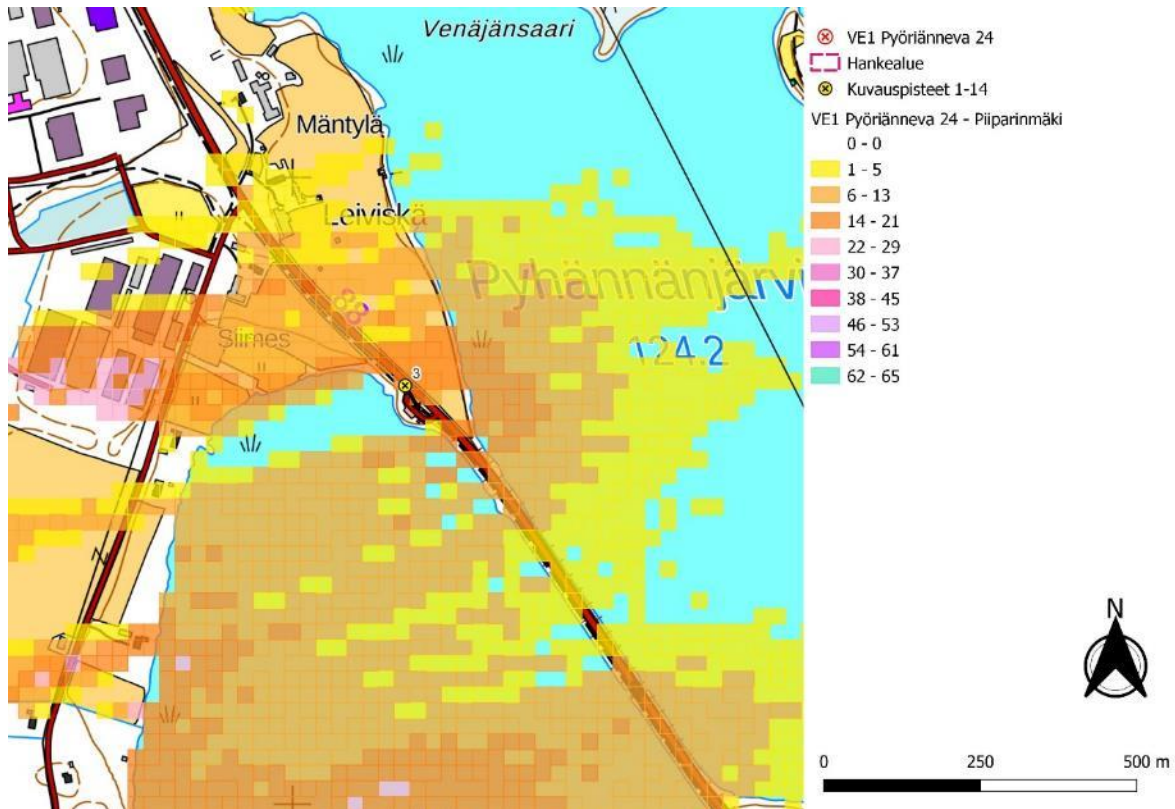 Venäjänsaari
Mäntylä
Leiviskä
Pyhännänjärvi
88
124.2
Siimes
3
VE1 Pyöriänneva 24
Hankealue
Kuvauspisteet 1-14
VE1 Pyöriänneva 24 - Piiparinmäki
0 - 0
1 - 5
6 - 13
14 - 21
22 - 29
30 - 37
38 - 45
46 - 53
54 - 61
62 - 65
N
0 250 500 m